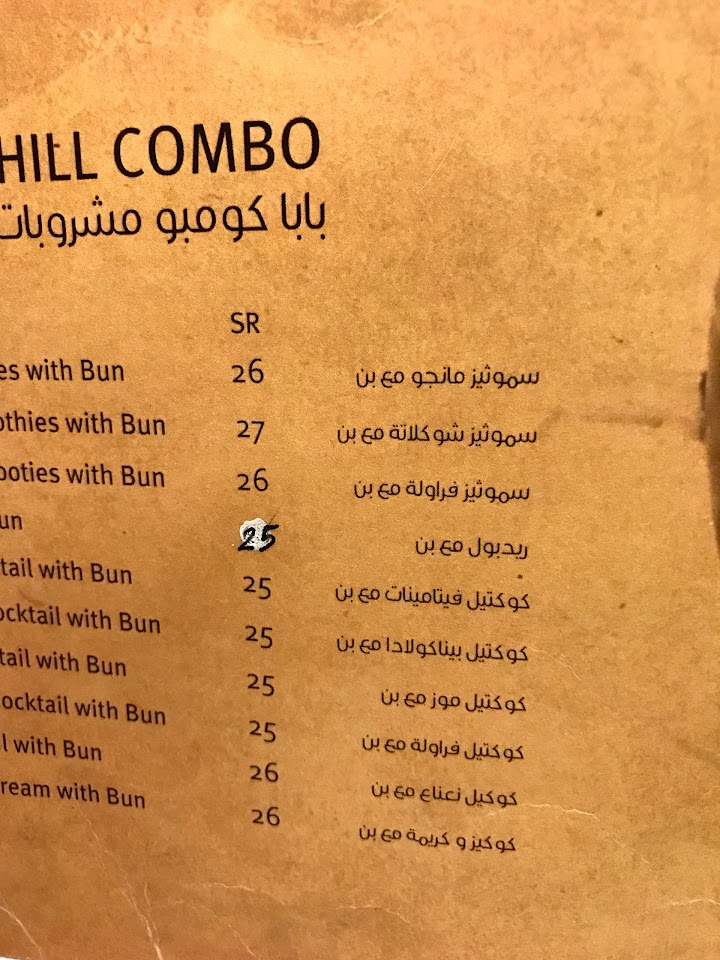 HILL COMBO
بابا كومبو مشروبات
SR
es with Bun 26 سموثيز مانجو مع بن
othies with Bun 27 سموثيز شوكلاتة مع بن
ooties with Bun 26 سموثيز فراولة مع بن
un 25 ريدبول مع بن
tail with Bun 25 كوكتيل فيتامينات مع بن
ocktail with Bun 25 كوكتيل بيناكولادا مع بن
tail with Bun 25 كوكتيل موز مع بن
ocktail with Bun 25 كوكتيل فراولة مع بن
l with Bun 26 كوكيل نعناع مع بن
ream with Bun 26 كوكيز و كريمة مع بن